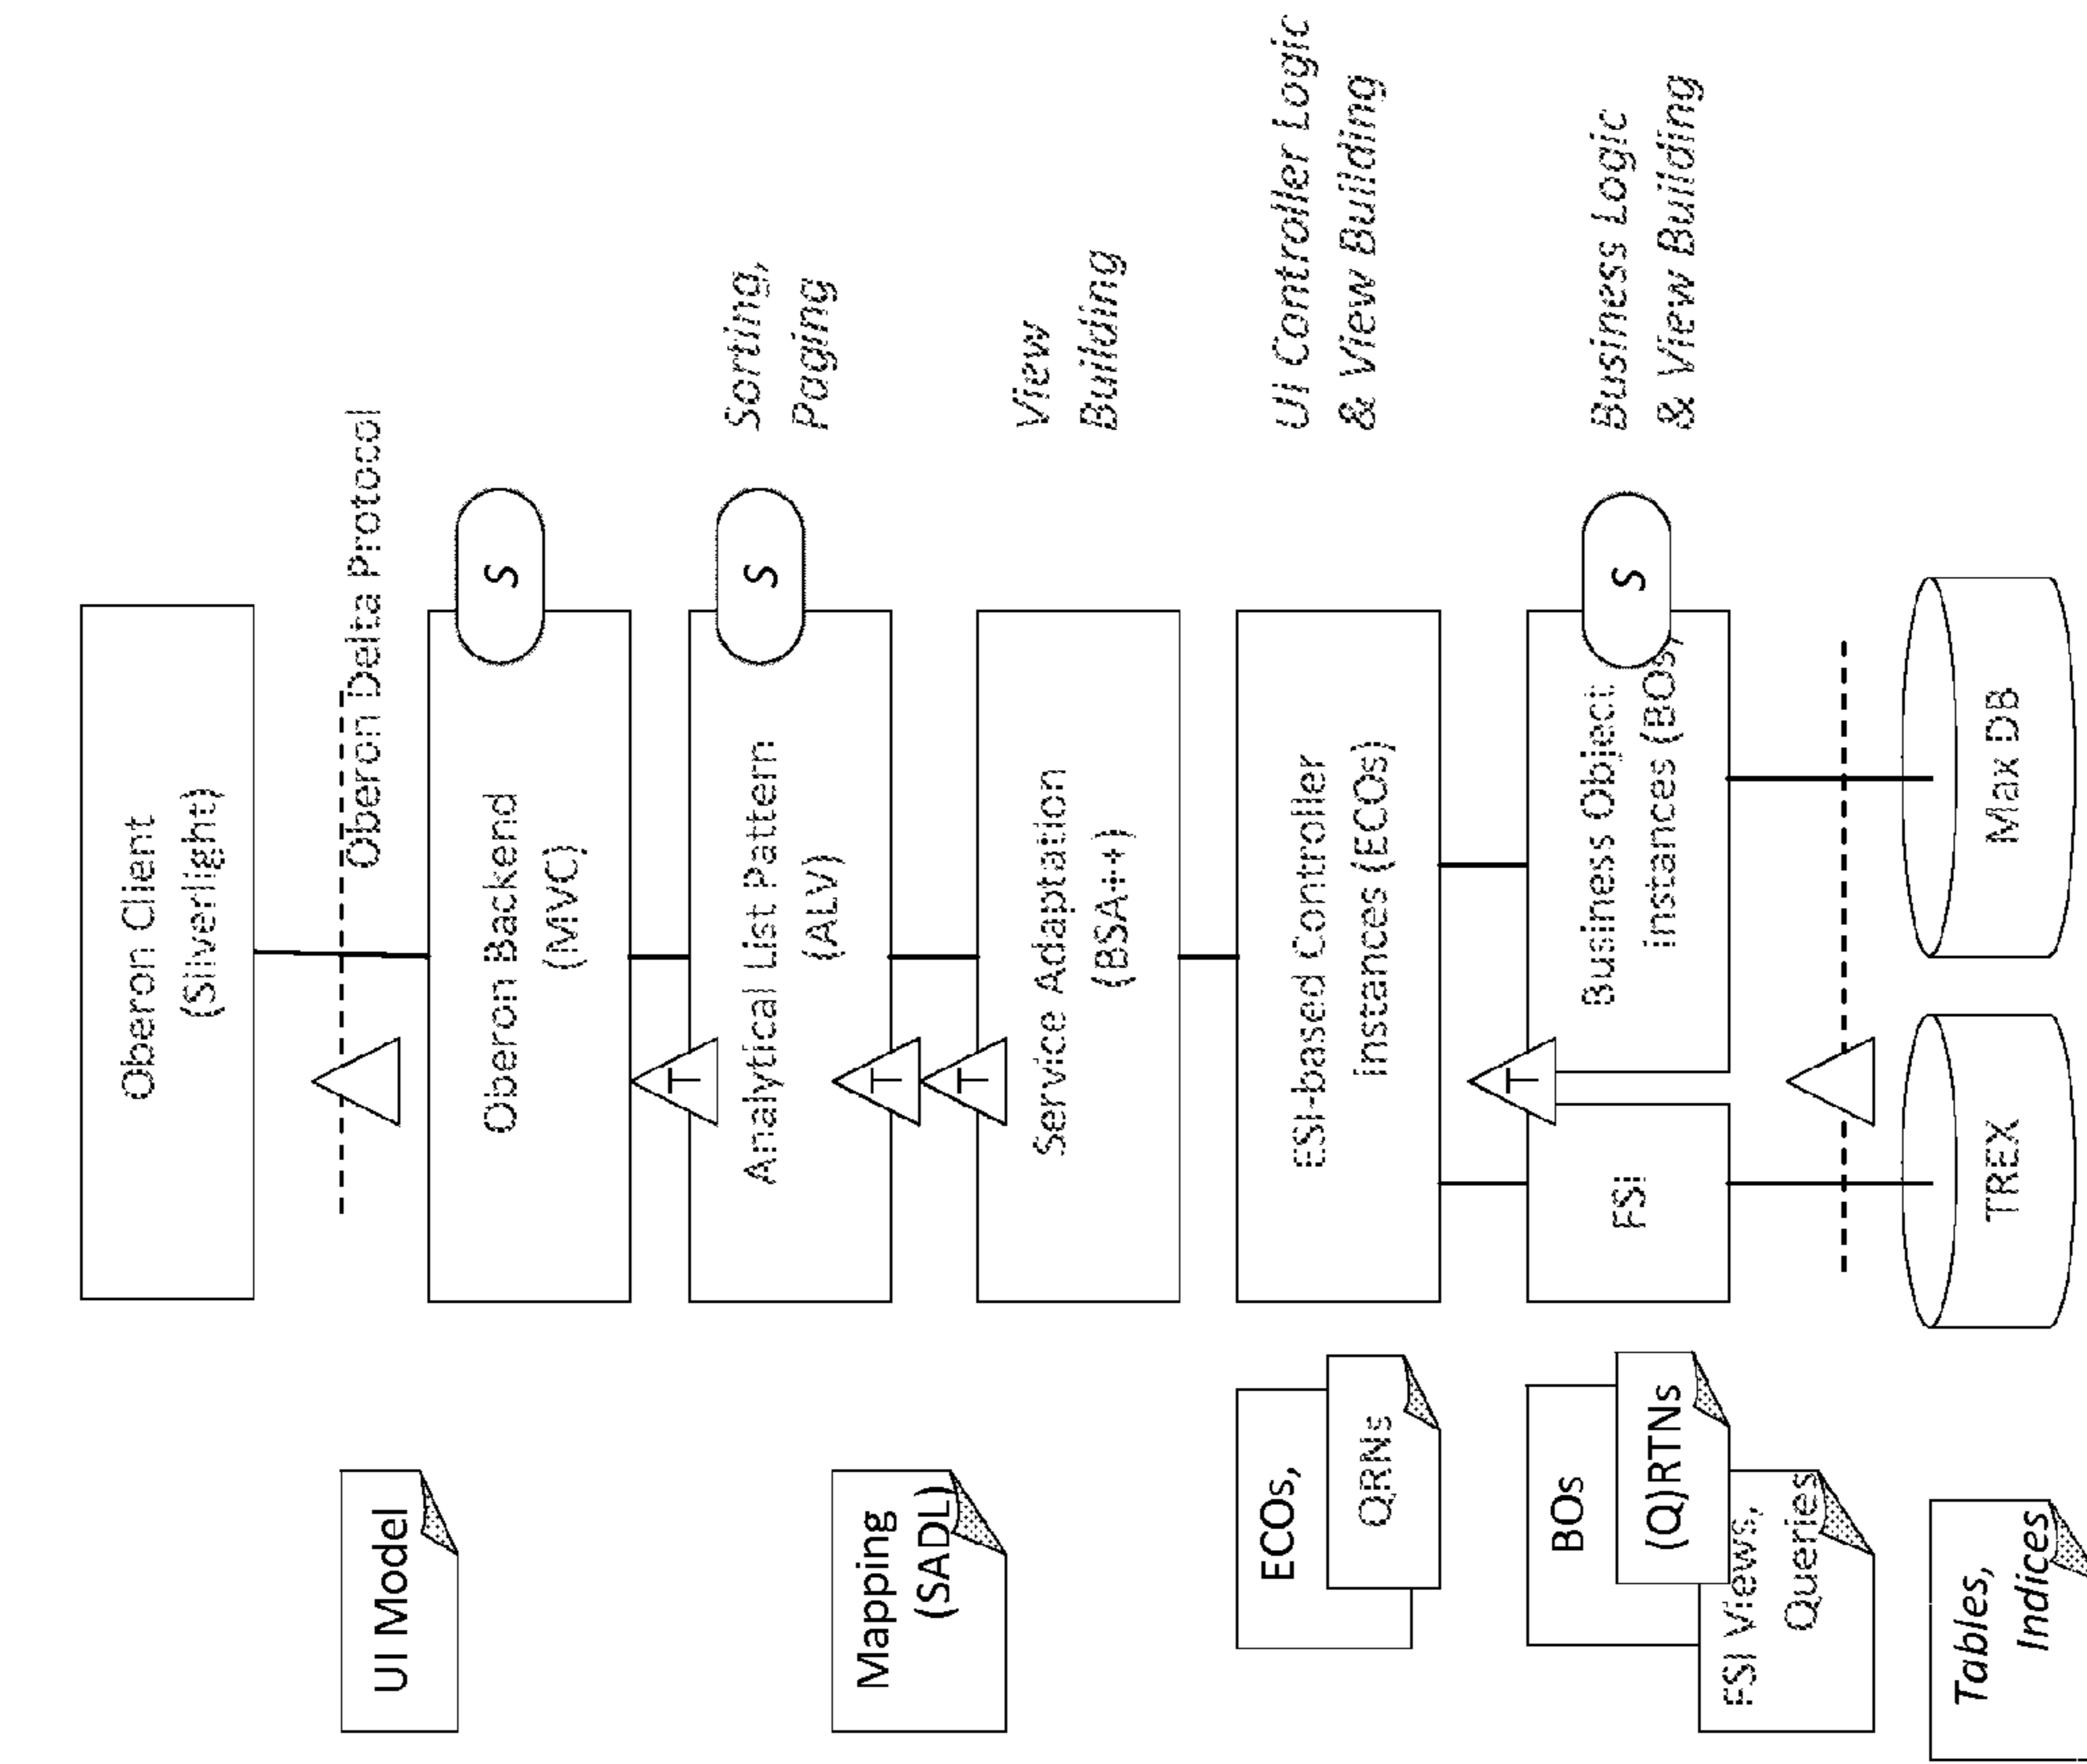 Oberon Client
(Silverlight)
Oberon Delta Protocol
UI Model
Oberon Backend
(MVC)
S
T
Analytical List Pattern
(ALV)
S
Sorting,
Paging
Mapping
(SADL)
T
T
Service Adaptation
(BSA++)
View
Building
ECOs,
QRNs
ESI-based Controller
instances (ECOs)
UI Controller Logic
& View Building
T
BOs
(Q)RTNs
FSI Views,
Queries
FSI
Business Object
instances (BOs)
S
Business Logic
& View Building
Tables,
Indices
TREX
Max DB